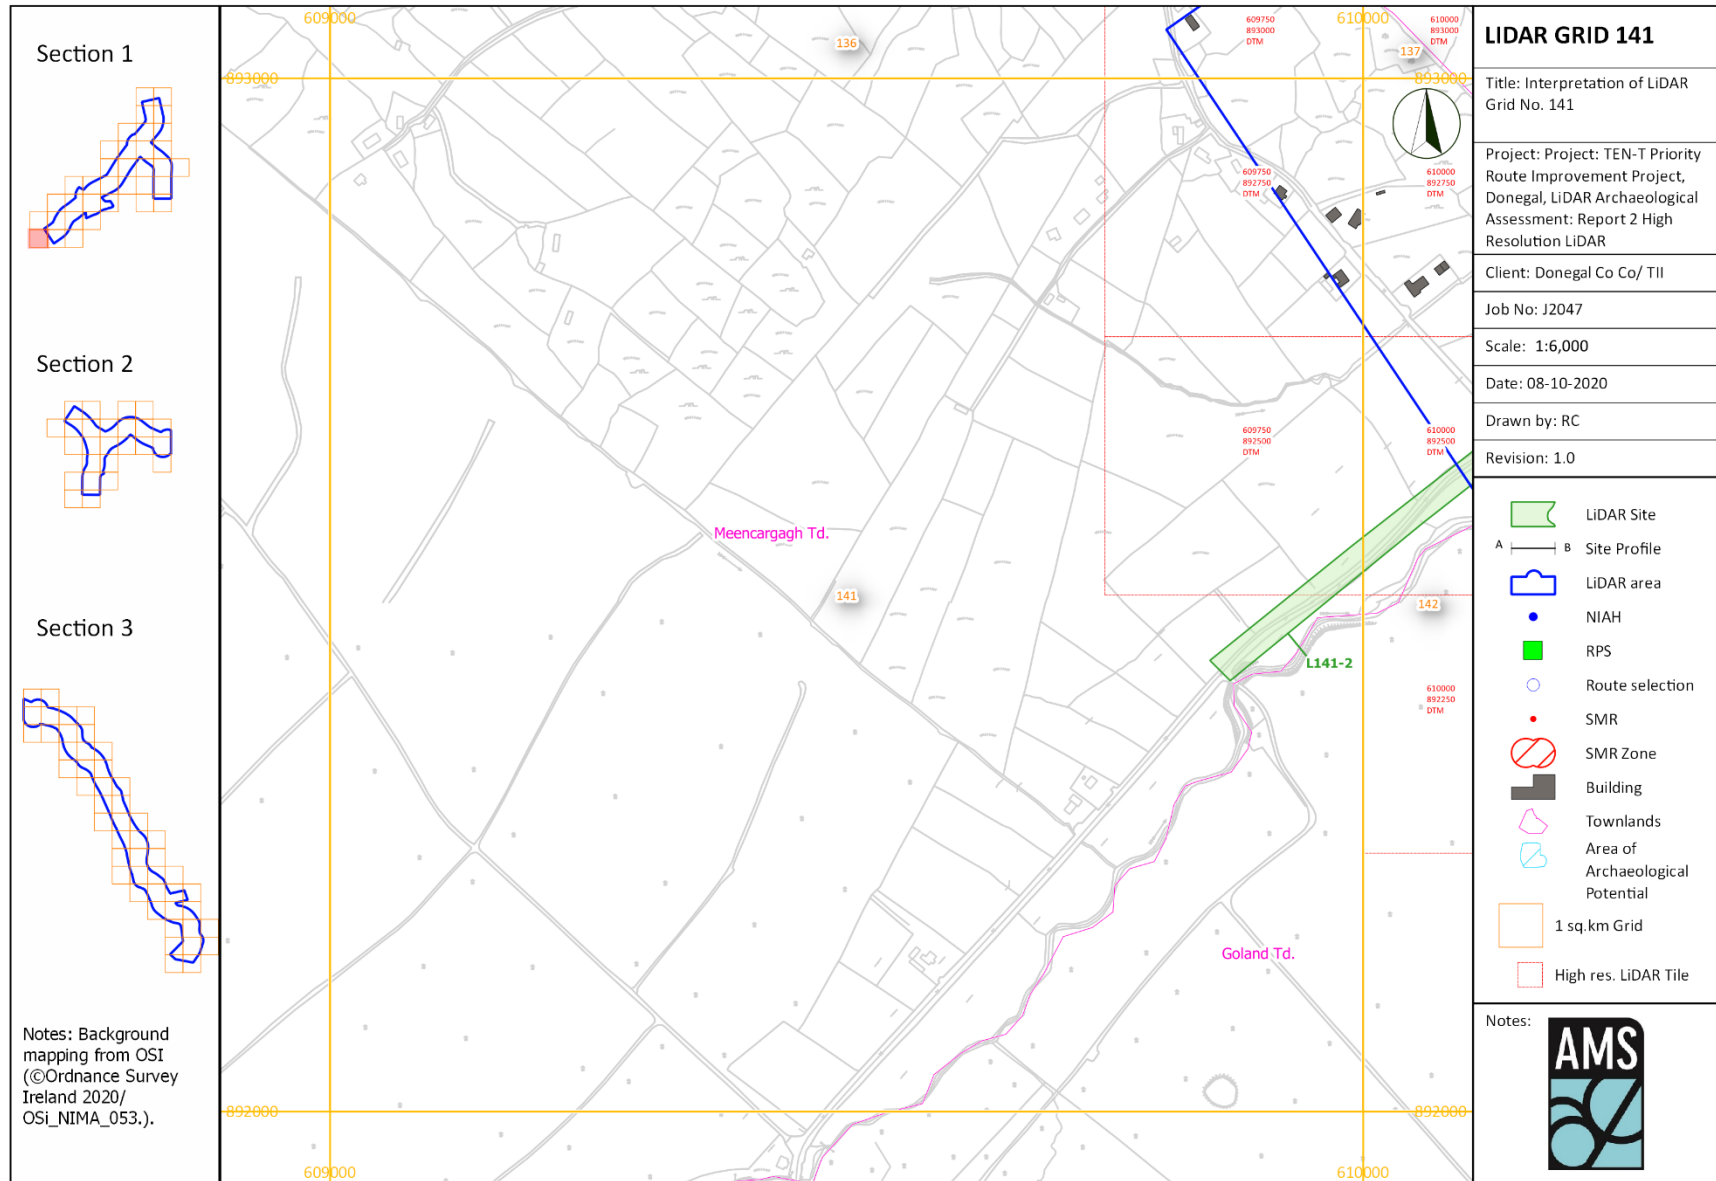 Section 1
Section 2
Section 3
Notes: Background
mapping from OSI
(©Ordnance Survey
Ireland 2020/
OSi_NIMA_053.).
609000
610000
136
609750
893000
DTM
610000
893000
DTM
137
893000
893000
609750
892750
DTM
610000
892750
DTM
609750
892500
DTM
610000
892500
DTM
Meencargagh Td.
141
142
L141-2
610000
892250
DTM
Goland Td.
892000
892000
609000
610000
LIDAR GRID 141
Title: Interpretation of LiDAR
Grid No. 141
Project: Project: TEN-T Priority
Route Improvement Project,
Donegal, LiDAR Archaeological
Assessment: Report 2 High
Resolution LiDAR
Client: Donegal Co Co/ TII
Job No: J2047
Scale: 1:6,000
Date: 08-10-2020
Drawn by: RC
Revision: 1.0
LiDAR Site
A B Site Profile
LiDAR area
NIAH
RPS
Route selection
SMR
SMR Zone
Building
Townlands
Area of
Archaeological
Potential
1 sq.km Grid
High res. LiDAR Tile
Notes:
AMS